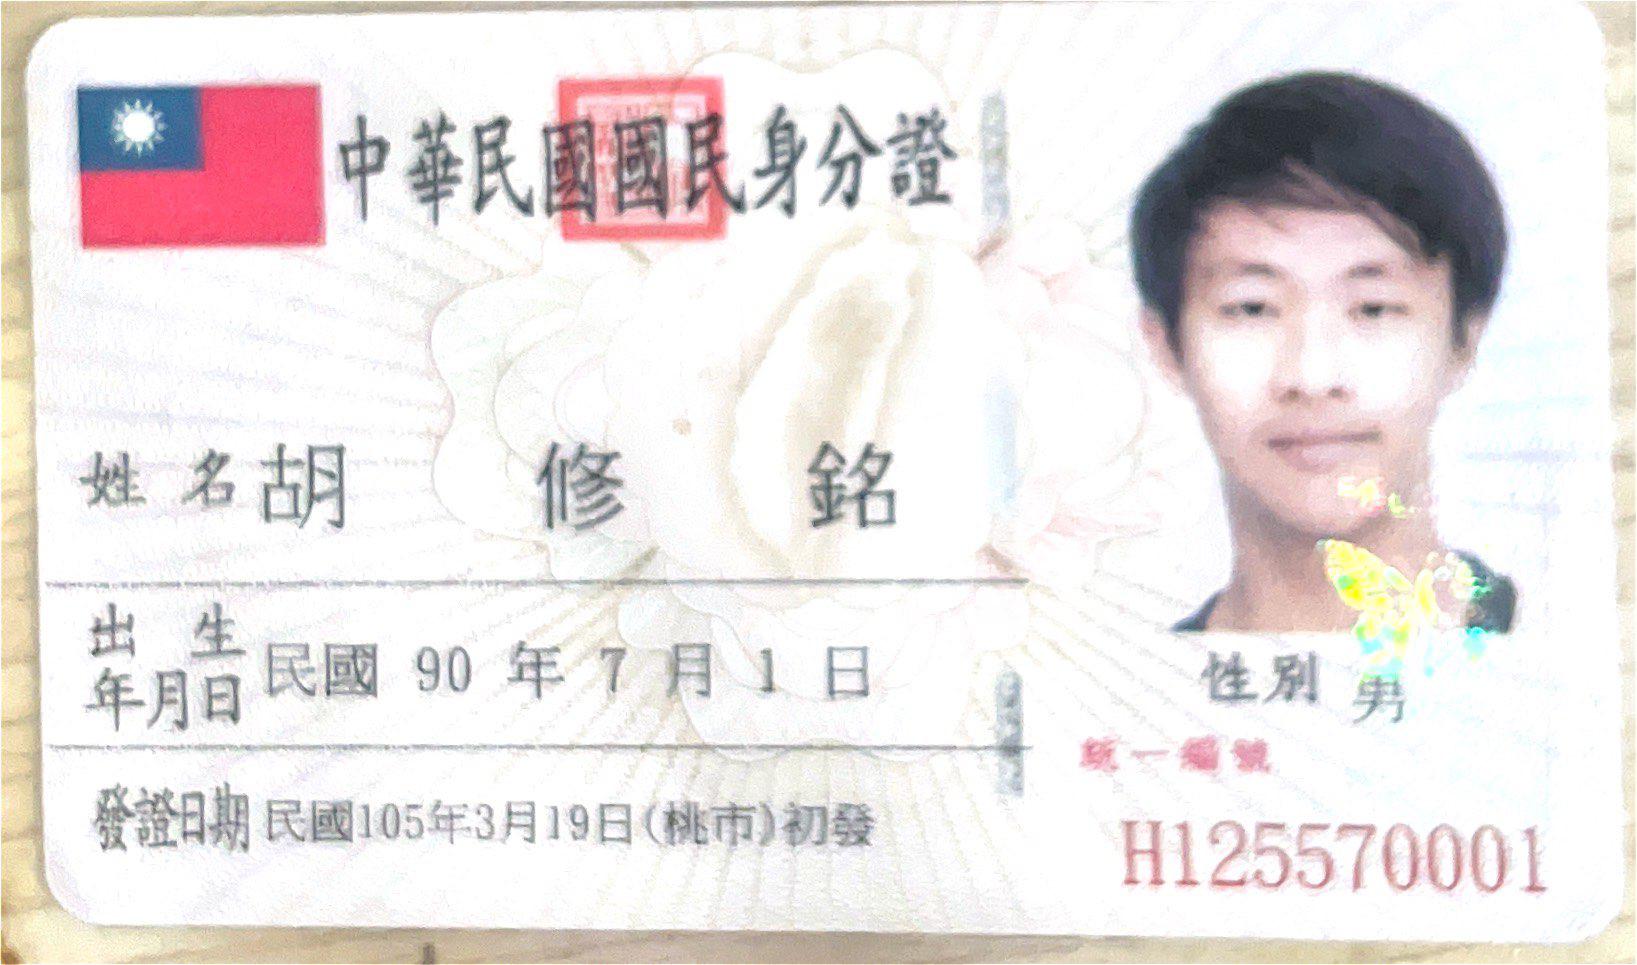 中華民國國民身分證
姓名 胡修銘
出生年月日 民國 90 年 7 月 1 日
性別 男
發證日期 民國105年3月19日(桃市)初發
統一編號
H125570001